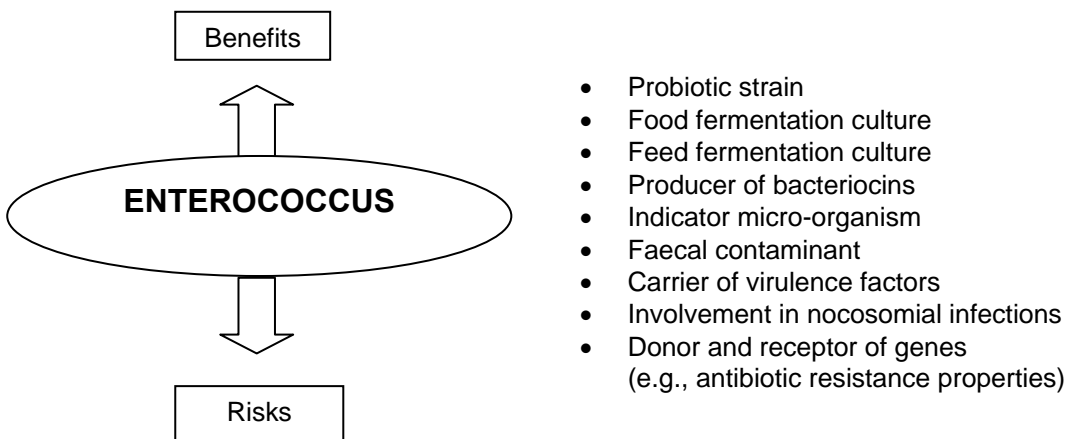 Benefits
ENTEROCOCCUS
Risks
• Probiotic strain
• Food fermentation culture
• Feed fermentation culture
• Producer of bacteriocins
• Indicator micro-organism
• Faecal contaminant
• Carrier of virulence factors
• Involvement in nocosomial infections
• Donor and receptor of genes
(e.g., antibiotic resistance properties)